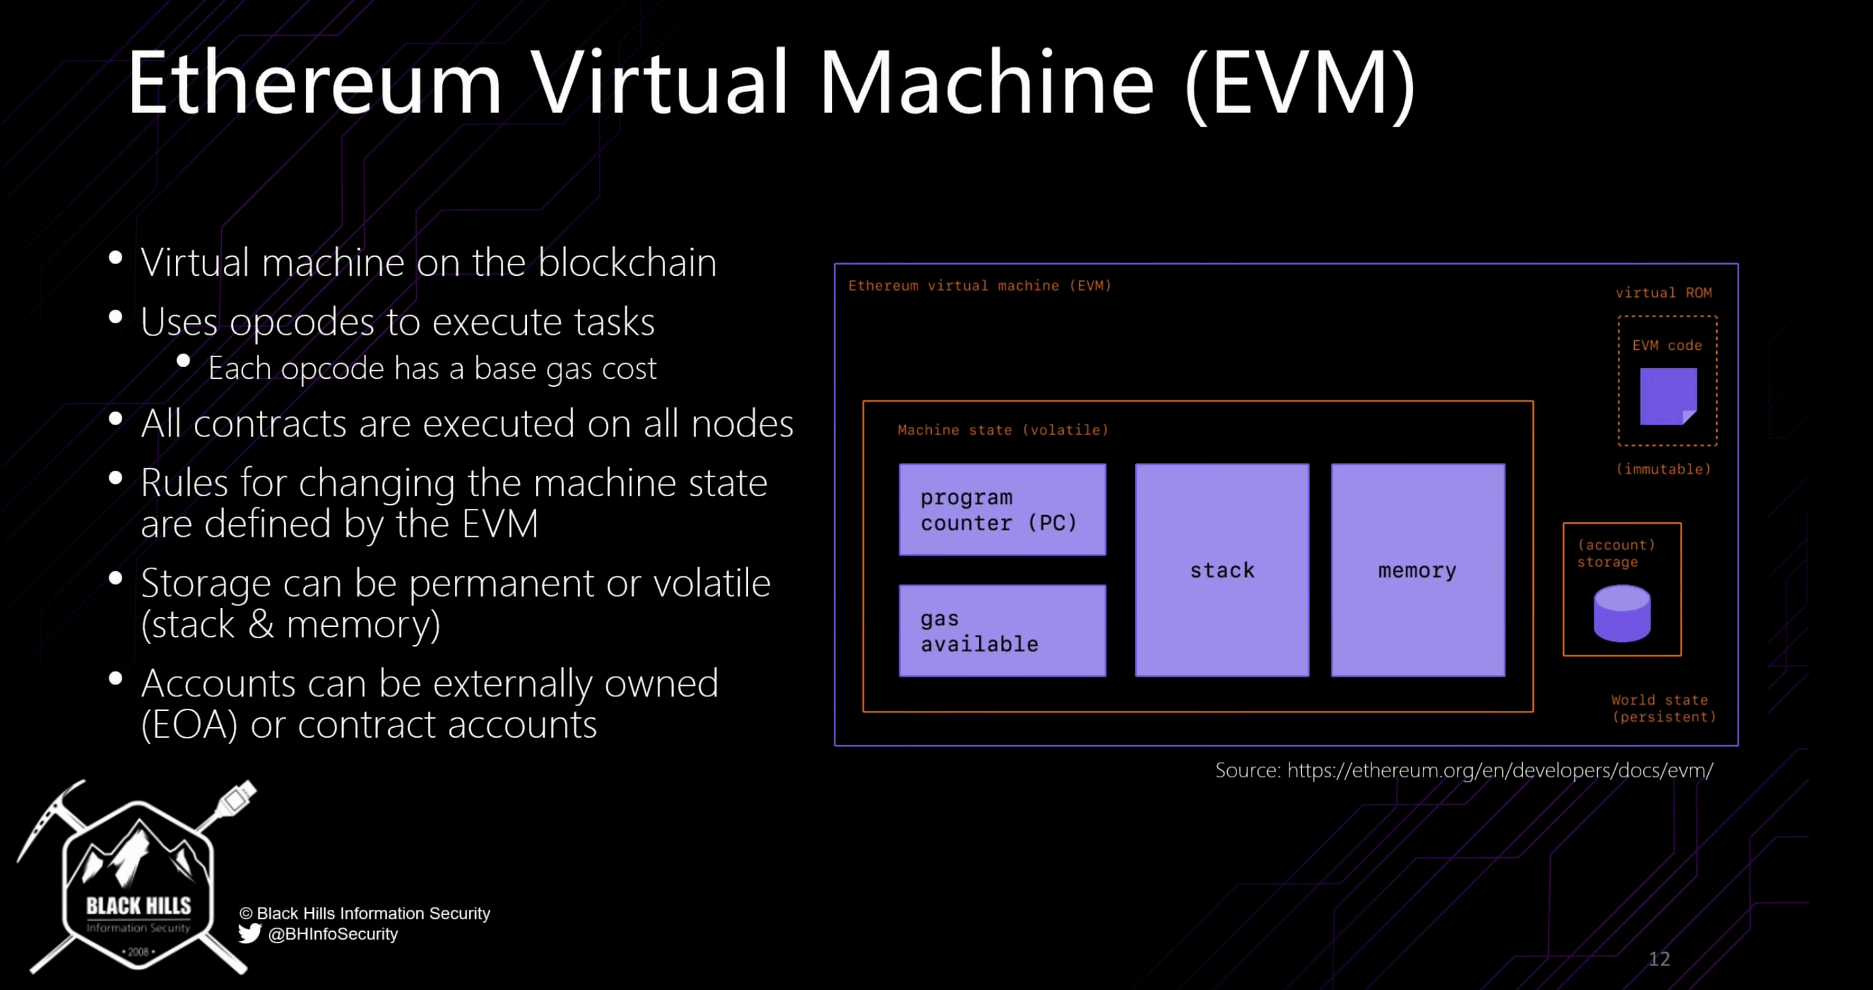 Ethereum Virtual Machine (EVM)
• Virtual machine on the blockchain
• Uses opcodes to execute tasks
• Each opcode has a base gas cost
• All contracts are executed on all nodes
• Rules for changing the machine state
are defined by the EVM
• Storage can be permanent or volatile
(stack & memory)
• Accounts can be externally owned
(EOA) or contract accounts
Ethereum virtual machine (EVM)
virtual ROM
EVM code
(immutable)
Machine state (volatile)
program
counter (PC)
gas
available
stack
memory
(account)
storage
World state
(persistent)
Source: https://ethereum.org/en/developers/docs/evm/
BLACK HILLS
Information Security
• 2008 •
© Black Hills Information Security
@BHInfoSecurity
12